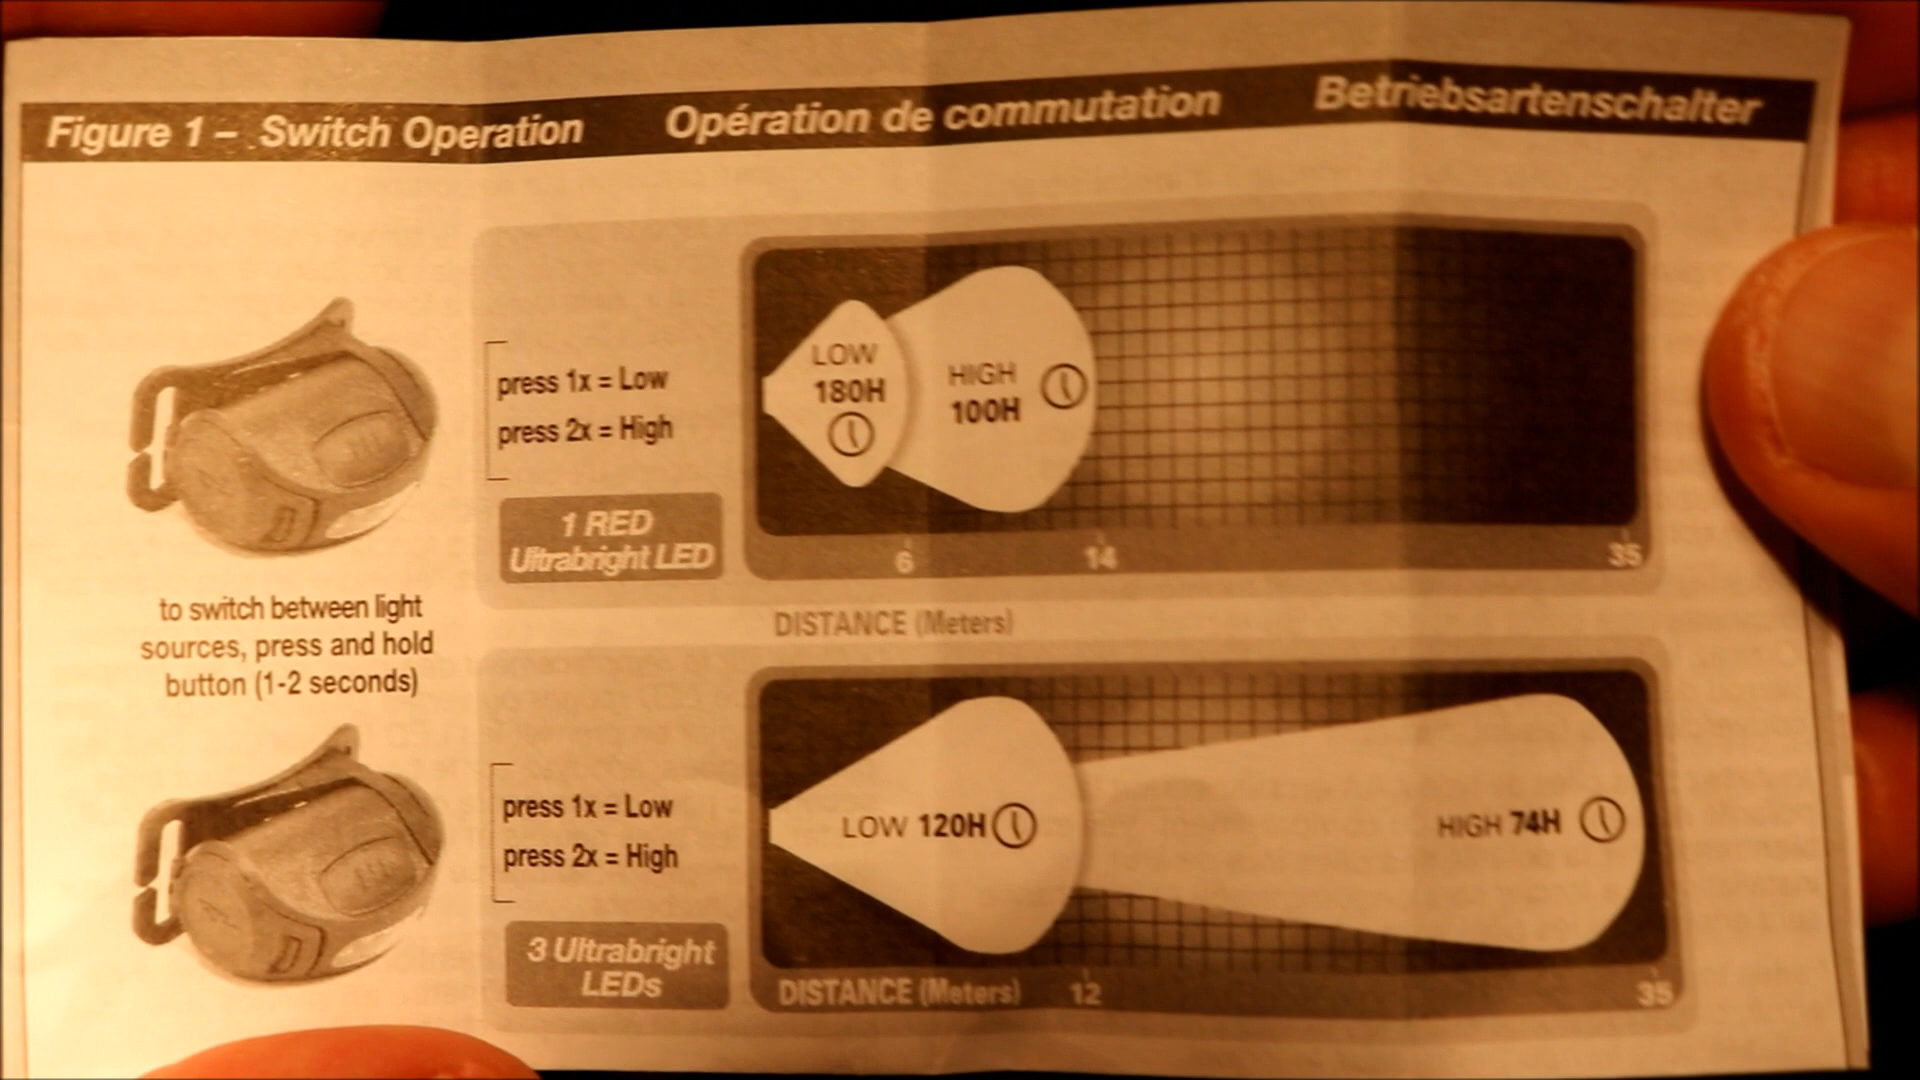 Figure 1 – Switch Operation Opération de commutation Betriebsartenschalter
press 1x = Low
press 2x = High
1 RED
Ultrabright LED
LOW
180H
HIGH
100H
6 14 35
DISTANCE (Meters)
to switch between light
sources, press and hold
button (1-2 seconds)
press 1x = Low
press 2x = High
3 Ultrabright
LEDs
LOW 120H
HIGH 74H
DISTANCE (Meters) 12 35